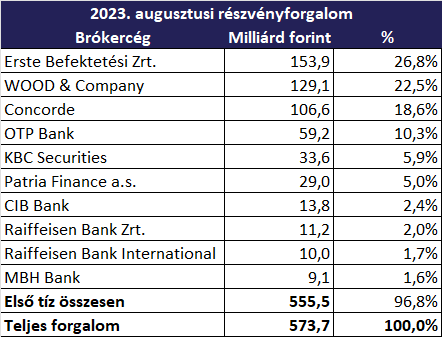 2023. augusztusi részvényforgalom
Brókercég Milliárd forint %
Erste Befektetési Zrt. 153,9 26,8%
WOOD & Company 129,1 22,5%
Concorde 106,6 18,6%
OTP Bank 59,2 10,3%
KBC Securities 33,6 5,9%
Patria Finance a.s. 29,0 5,0%
CIB Bank 13,8 2,4%
Raiffeisen Bank Zrt. 11,2 2,0%
Raiffeisen Bank International 10,0 1,7%
MBH Bank 9,1 1,6%
Első tíz összesen 555,5 96,8%
Teljes forgalom 573,7 100,0%